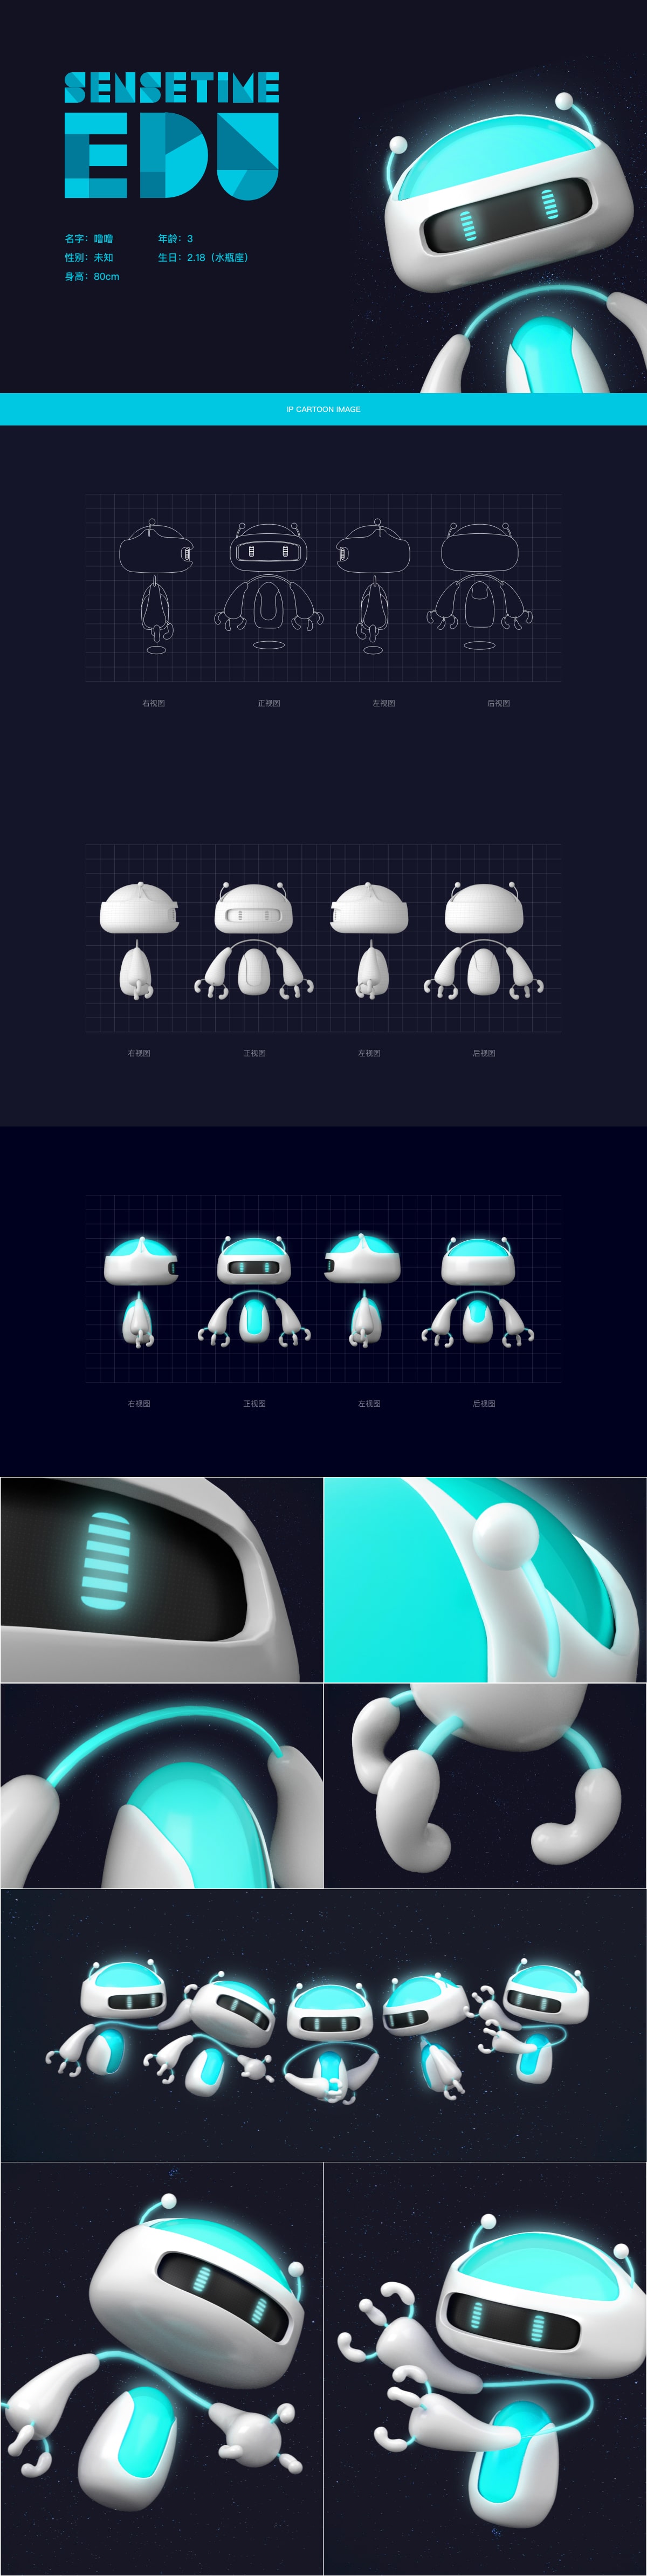 SENSETIME
EDU
名字：噜噜 年龄：3
性别：未知 生日：2.18（水瓶座）
身高：80cm
IP CARTOON IMAGE
右视图 正视图 左视图 后视图
右视图 正视图 左视图 后视图
右视图 正视图 左视图 后视图